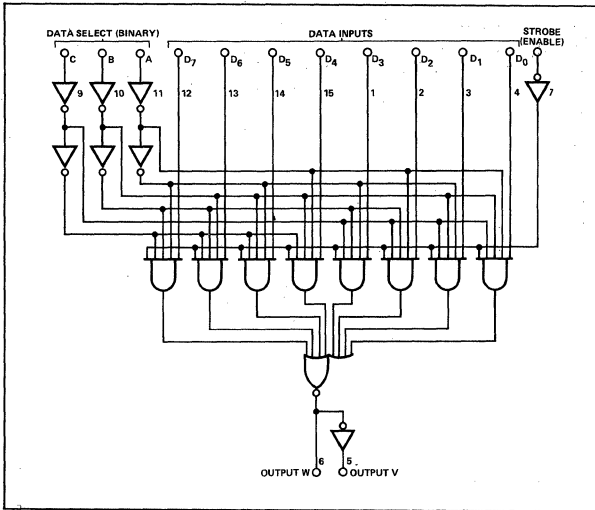 DATA SELECT (BINARY)
DATA INPUTS
STROBE
(ENABLE)
C B A D7 D6 D5 D4 D3 D2 D1 D0
9 10 11 12 13 14 15 1 2 3 4 7
6 5
OUTPUT W OUTPUT V